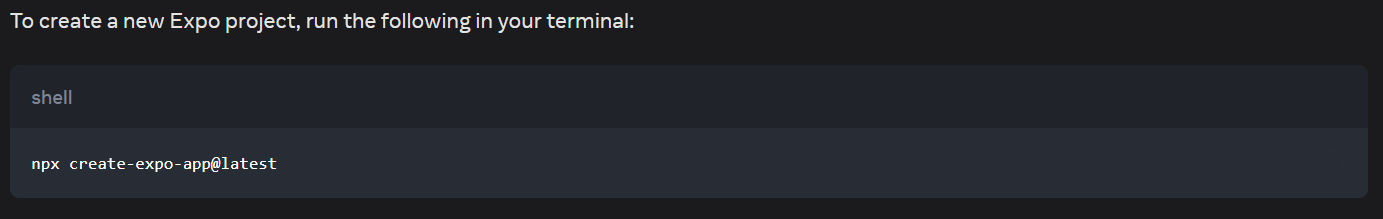 To create a new Expo project, run the following in your terminal:
shell
npx create-expo-app@latest